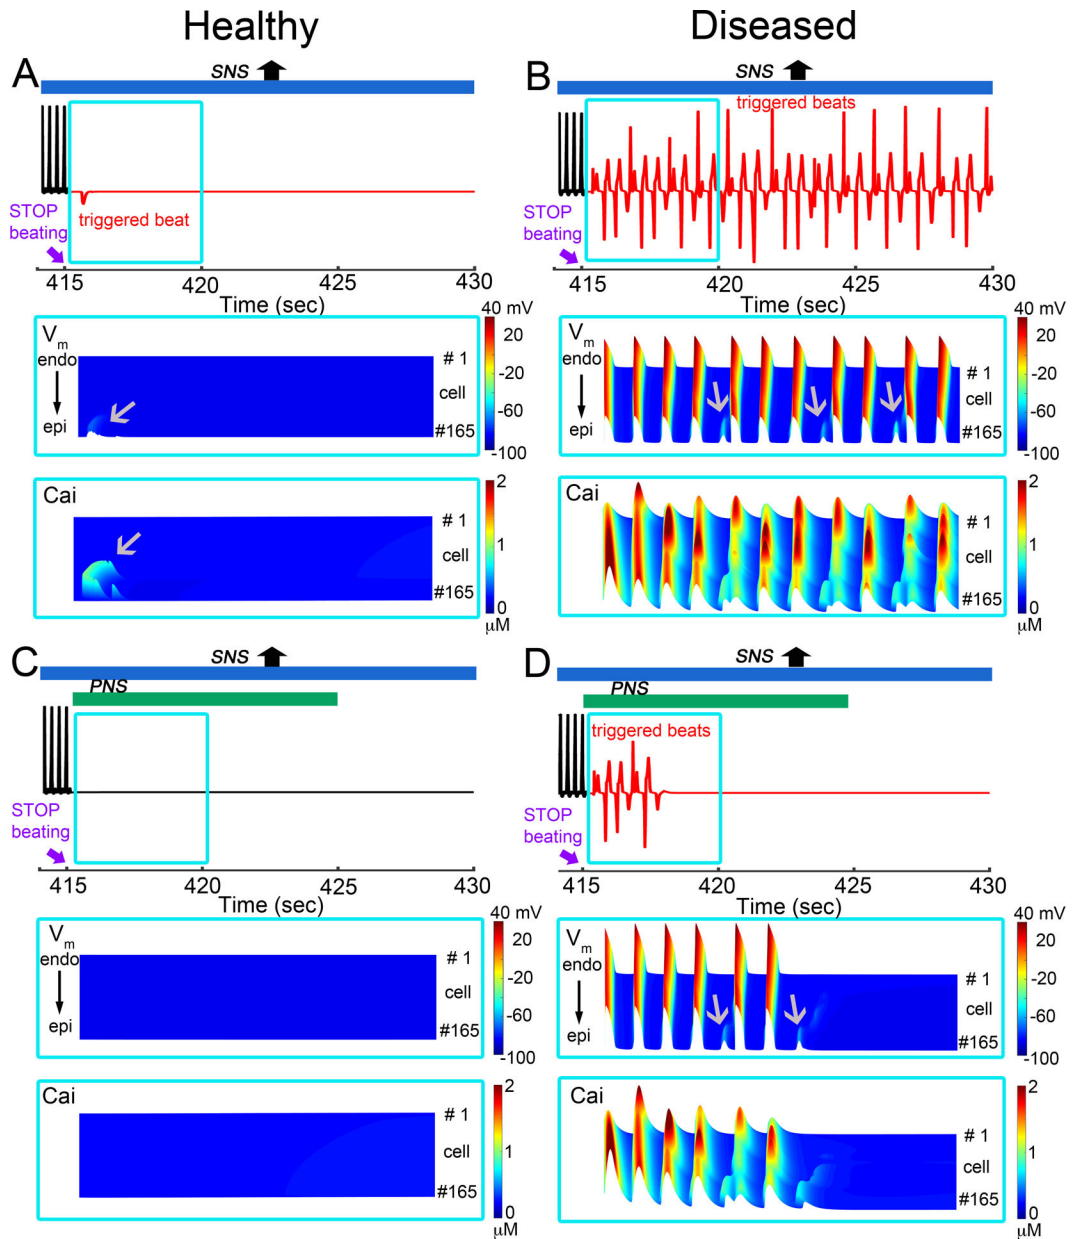 Healthy
Diseased
A
SNS
triggered beat
STOP
beating
415
420
425
430
Time (sec)
Vm
endo
epi
# 1
cell
#165
40 mV
20
-20
-60
-100
Cai
# 1
cell
#165
2
1
0
µM
B
SNS
triggered beats
STOP
beating
415
420
425
430
Time (sec)
Vm
endo
epi
# 1
cell
#165
40 mV
20
-20
-60
-100
Cai
# 1
cell
#165
2
1
0
µM
C
SNS
PNS
STOP
beating
415
420
425
430
Time (sec)
Vm
endo
epi
# 1
cell
#165
40 mV
20
-20
-60
-100
Cai
# 1
cell
#165
2
1
0
µM
D
SNS
PNS
triggered beats
STOP
beating
415
420
425
430
Time (sec)
Vm
endo
epi
# 1
cell
#165
40 mV
20
-20
-60
-100
Cai
# 1
cell
#165
2
1
0
µM